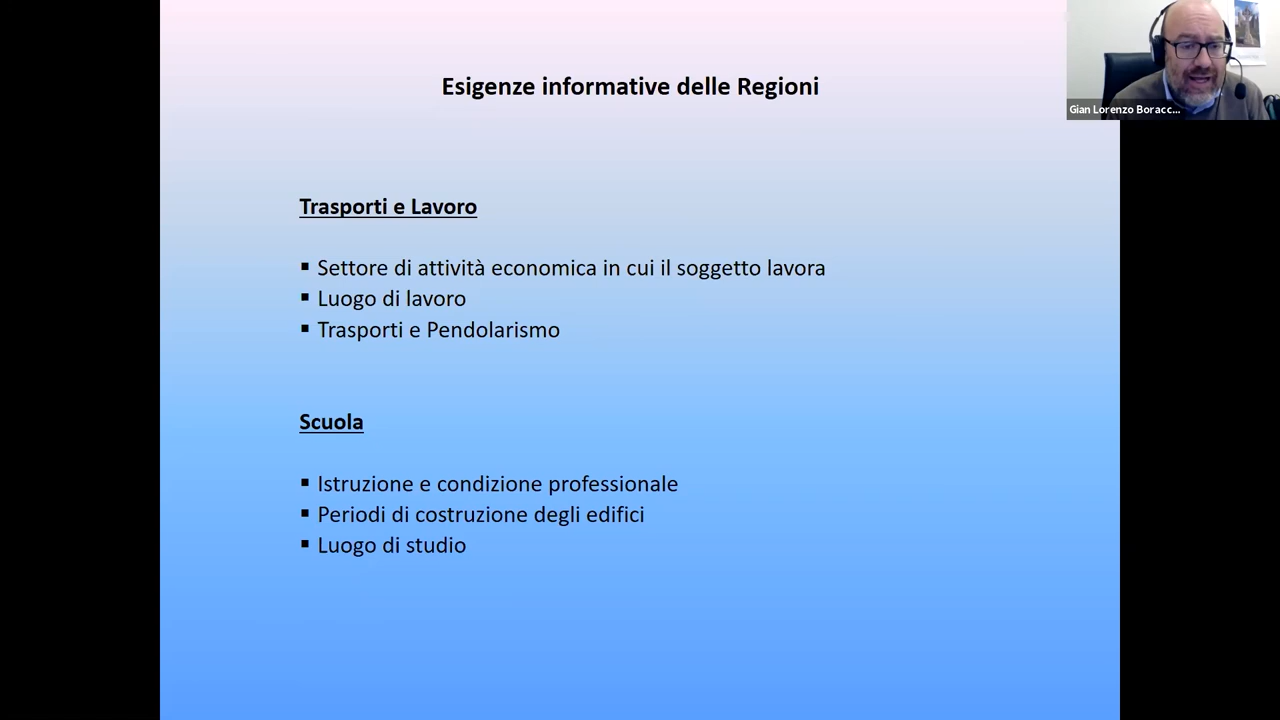 Esigenze informative delle Regioni
Gian Lorenzo Boracc...
Trasporti e Lavoro
▪ Settore di attività economica in cui il soggetto lavora
▪ Luogo di lavoro
▪ Trasporti e Pendolarismo
Scuola
▪ Istruzione e condizione professionale
▪ Periodi di costruzione degli edifici
▪ Luogo di studio